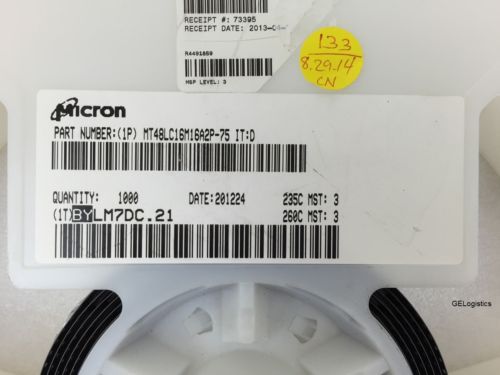 RECEIPT #: 73395
RECEIPT DATE: 2013-
R4491859
MSP LEVEL: 3
133
8.29.14
CN
Micron
PART NUMBER:(1P) MT48LC16M16A2P-75 IT:D
QUANTITY: 1000 DATE:201224 235C MST: 3
(1T)BYLM7DC.21 260C MST: 3
GELogistics